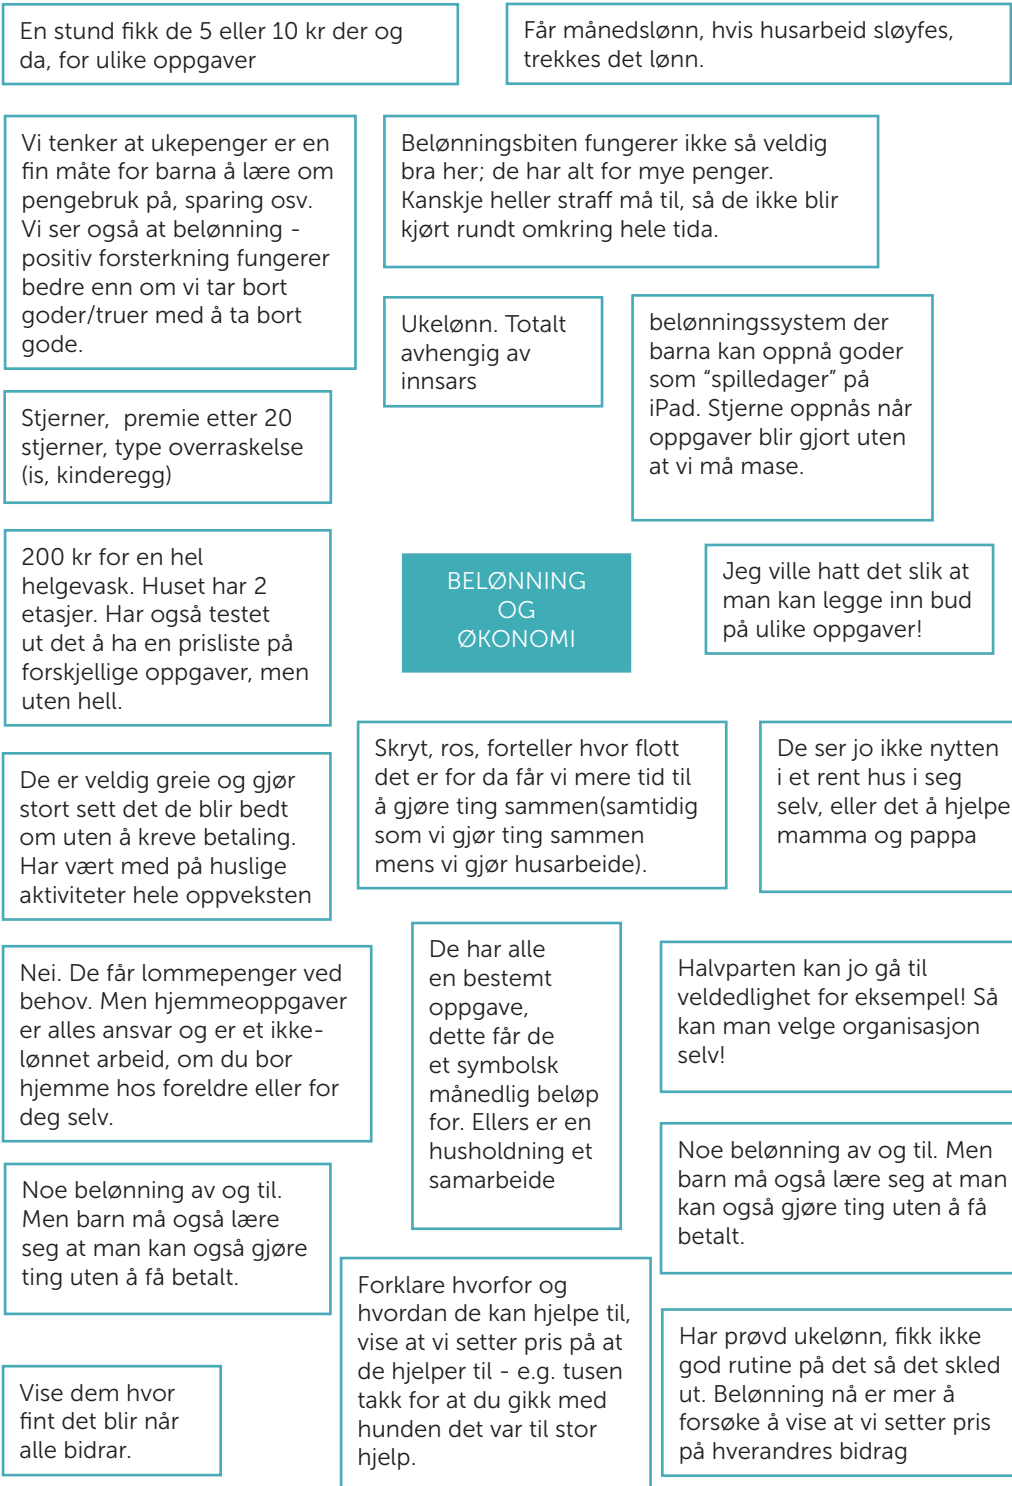 En stund fikk de 5 eller 10 kr der og
da, for ulike oppgaver
Får månedslønn, hvis husarbeid sløyfes,
trekkes det lønn.
Vi tenker at ukepenger er en
fin måte for barna å lære om
pengebruk på, sparing osv.
Vi ser også at belønning -
positiv forsterkning fungerer
bedre enn om vi tar bort
goder/truer med å ta bort
gode.
Belønningsbiten fungerer ikke så veldig
bra her; de har alt for mye penger.
Kanskje heller straff må til, så de ikke blir
kjørt rundt omkring hele tida.
Ukelønn. Totalt
avhengig av
innsars
belønningssystem der
barna kan oppnå goder
som “spilledager” på
iPad. Stjerne oppnås når
oppgaver blir gjort uten
at vi må mase.
Stjerner,  premie etter 20
stjerner, type overraskelse
(is, kinderegg)
200 kr for en hel
helgevask. Huset har 2
etasjer. Har også testet
ut det å ha en prisliste på
forskjellige oppgaver, men
uten hell.
BELØNNING
OG
ØKONOMI
Jeg ville hatt det slik at
man kan legge inn bud
på ulike oppgaver!
De er veldig greie og gjør
stort sett det de blir bedt
om uten å kreve betaling.
Har vært med på huslige
aktiviteter hele oppveksten
Skryt, ros, forteller hvor flott
det er for da får vi mere tid til
å gjøre ting sammen(samtidig
som vi gjør ting sammen
mens vi gjør husarbeide).
De ser jo ikke nytten
i et rent hus i seg
selv, eller det å hjelpe
mamma og pappa
Nei. De får lommepenger ved
behov. Men hjemmeoppgaver
er alles ansvar og er et ikke-
lønnet arbeid, om du bor
hjemme hos foreldre eller for
deg selv.
De har alle
en bestemt
oppgave,
dette får de
et symbolsk
månedlig beløp
for. Ellers er en
husholdning et
samarbeide
Halvparten kan jo gå til
veldedlighet for eksempel! Så
kan man velge organisasjon
selv!
Noe belønning av og til. Men
barn må også lære seg at man
kan også gjøre ting uten å få
betalt.
Noe belønning av og til.
Men barn må også lære
seg at man kan også gjøre
ting uten å få betalt.
Forklare hvorfor og
hvordan de kan hjelpe til,
vise at vi setter pris på at
de hjelper til - e.g. tusen
takk for at du gikk med
hunden det var til stor
hjelp.
Har prøvd ukelønn, fikk ikke
god rutine på det så det skled
ut. Belønning nå er mer å
forsøke å vise at vi setter pris
på hverandres bidrag
Vise dem hvor
fint det blir når
alle bidrar.